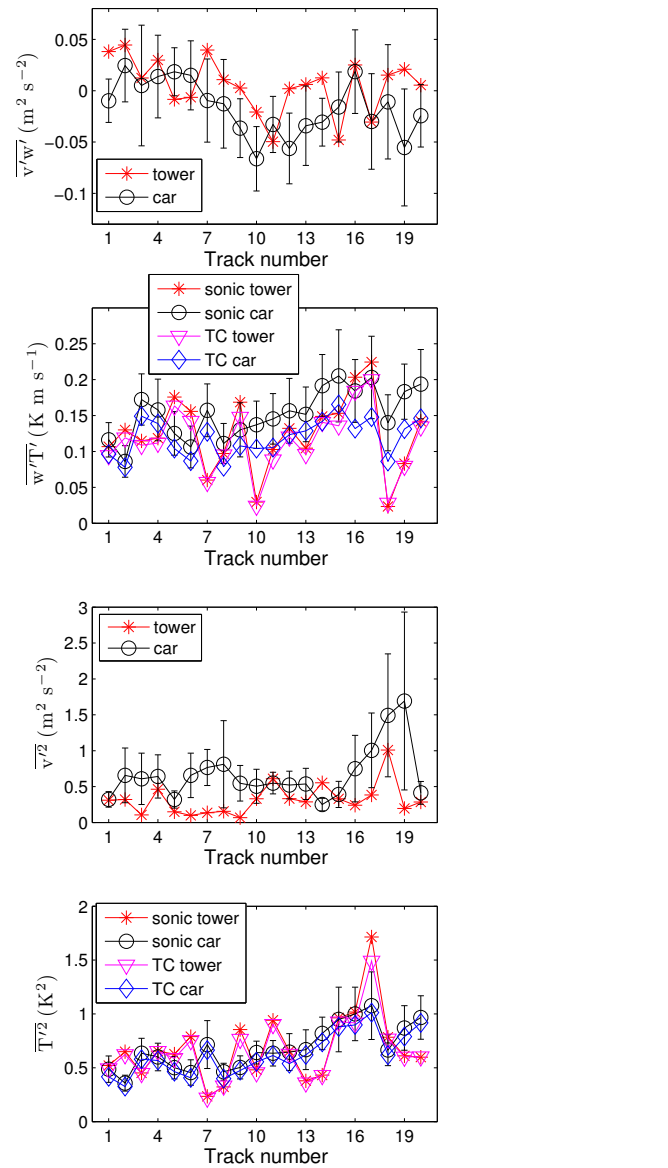 0.05
0
−0.05
−0.1
v′w′ (m² s⁻²)
tower
car
1 4 7 10 13 16 19
Track number
sonic tower
sonic car
TC tower
TC car
0.25
0.2
0.15
0.1
0.05
0
w′T′ (K m s⁻¹)
1 4 7 10 13 16 19
Track number
3
2.5
2
1.5
1
0.5
0
v′² (m² s⁻²)
tower
car
1 4 7 10 13 16 19
Track number
2
1.5
1
0.5
0
T′² (K²)
sonic tower
sonic car
TC tower
TC car
1 4 7 10 13 16 19
Track number